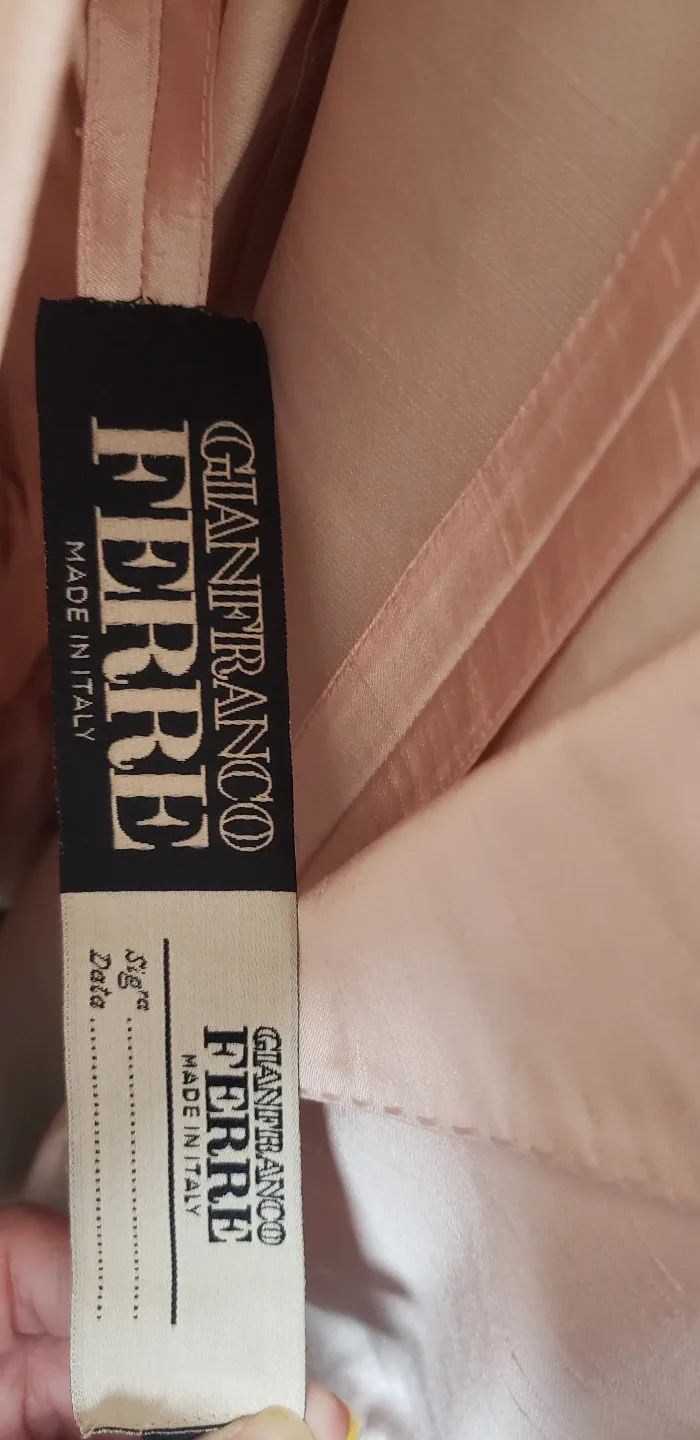 GIANFRANCO
FERRE
MADE IN ITALY
GIANFRANCO
FERRE
MADE IN ITALY
Sig.ra
Data